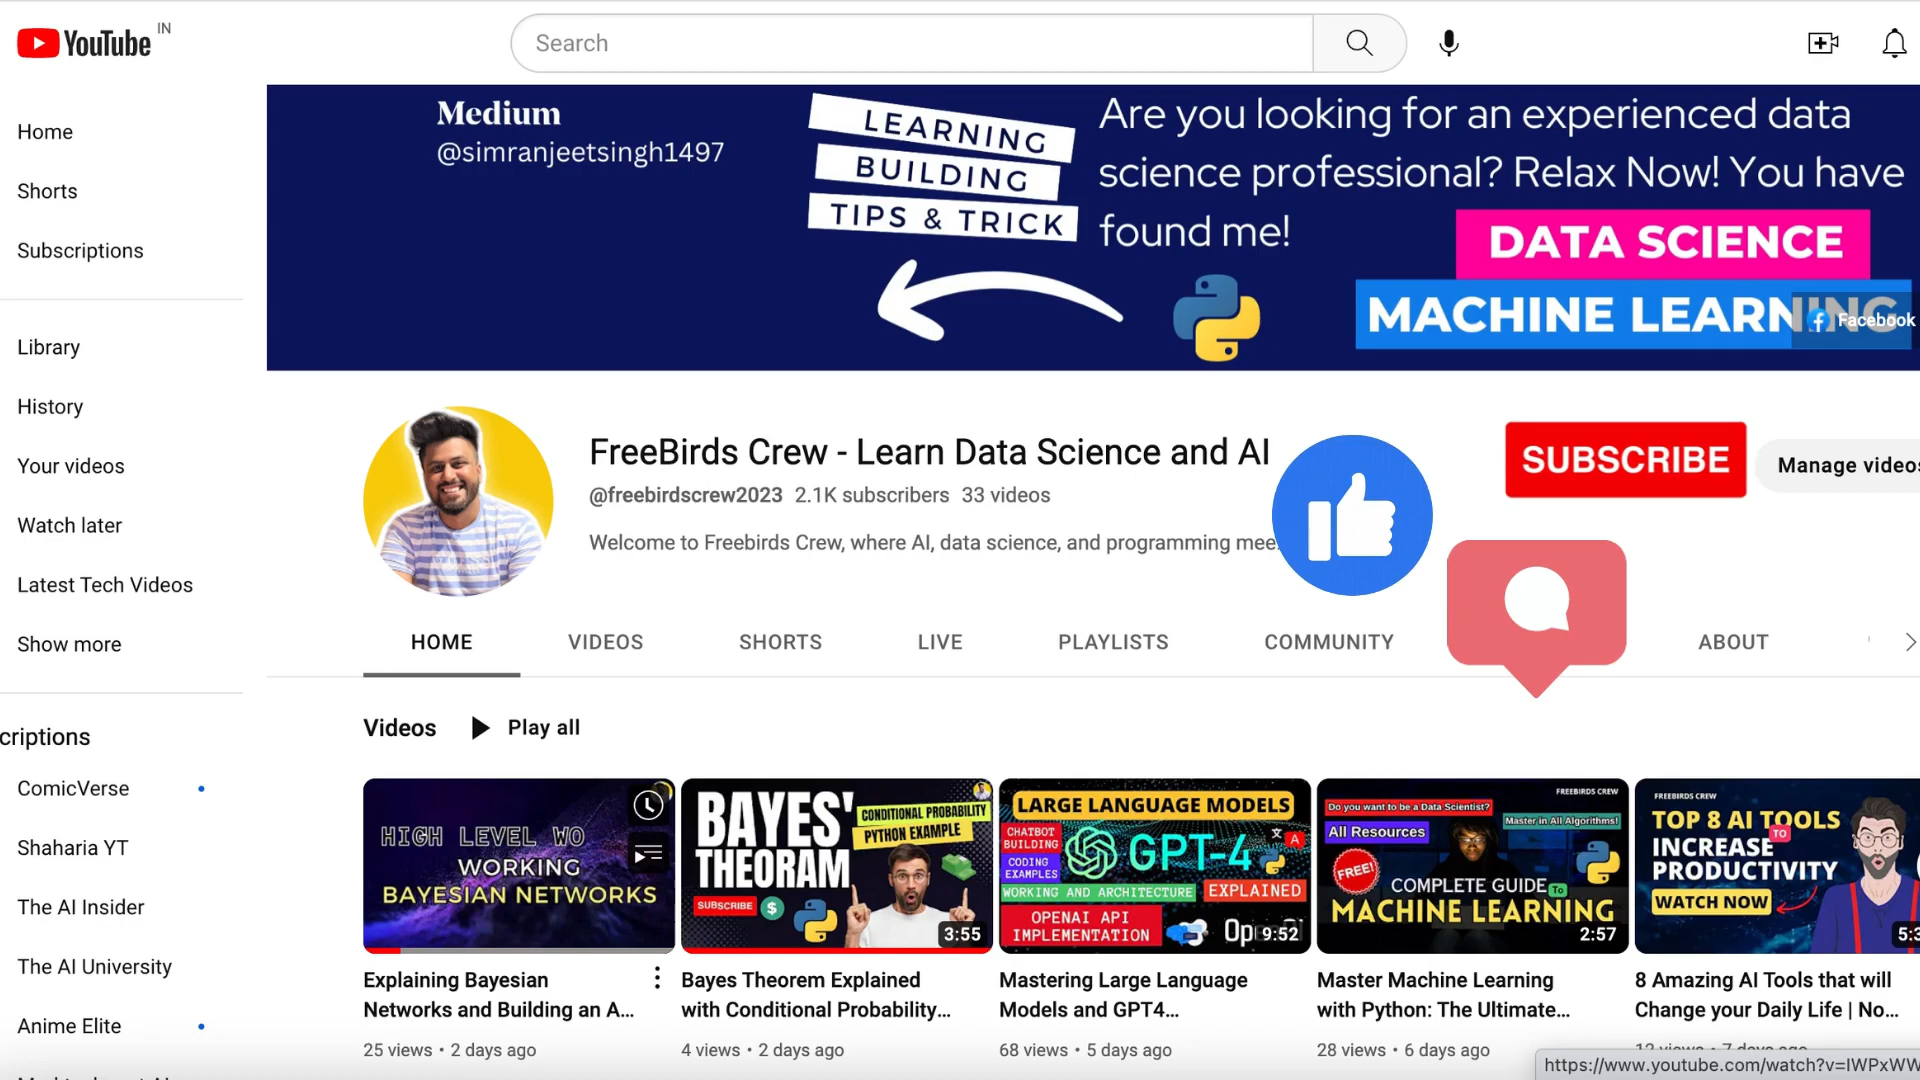 YouTube IN
Search
Home
Shorts
Subscriptions
Library
History
Your videos
Watch later
Latest Tech Videos
Show more
criptions
ComicVerse
Shaharia YT
The AI Insider
The AI University
Anime Elite
Medium
@simranjeetsingh1497
LEARNING
BUILDING
TIPS & TRICK
Are you looking for an experienced data
science professional? Relax Now! You have
found me!
DATA SCIENCE
MACHINE LEARNING
Facebook
FreeBirds Crew - Learn Data Science and AI
@freebirdscrew2023 2.1K subscribers 33 videos
Welcome to Freebirds Crew, where AI, data science, and programming mee
SUBSCRIBE
Manage videos
HOME VIDEOS SHORTS LIVE PLAYLISTS COMMUNITY ABOUT
Videos Play all
HIGH LEVEL WO
WORKING
BAYESIAN NETWORKS
Explaining Bayesian
Networks and Building an A...
25 views • 2 days ago
BAYES'
THEORAM
CONDITIONAL PROBABILITY
PYTHON EXAMPLE
SUBSCRIBE
3:55
Bayes Theorem Explained
with Conditional Probability...
4 views • 2 days ago
LARGE LANGUAGE MODELS
CHATBOT
BUILDING
CODING
EXAMPLES
GPT-4
A
WORKING AND ARCHITECTURE
EXPLAINED
OPENAI API
IMPLEMENTATION
Op
9:52
Mastering Large Language
Models and GPT4...
68 views • 5 days ago
FREEBIRDS CREW
Do you want to be a Data Scientist?
Master in All Algorithms!
All Resources
FREE!
COMPLETE GUIDE To
MACHINE LEARNING
2:57
Master Machine Learning
with Python: The Ultimate...
28 views • 6 days ago
FREEBIRDS CREW
TOP 8 AI TOOLS
TO
INCREASE
PRODUCTIVITY
WATCH NOW
5:3
8 Amazing AI Tools that will
Change your Daily Life | No...
https://www.youtube.com/watch?v=IWPxWW